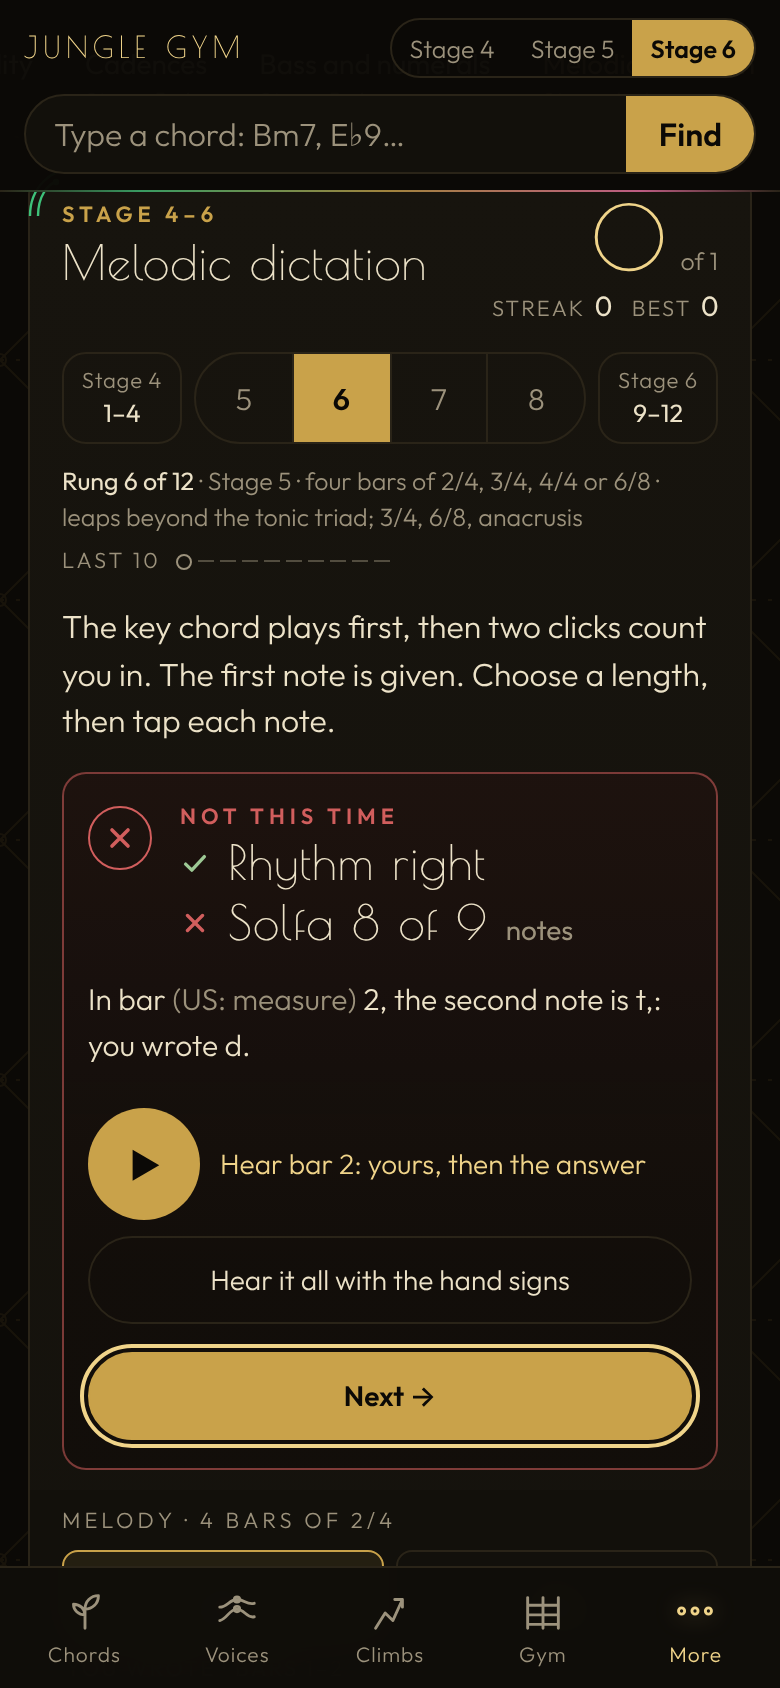 JUNGLE GYM
Stage 4 Stage 5 Stage 6
Type a chord: Bm7, E♭9...
Find
STAGE 4–6
Melodic dictation
of 1
STREAK 0 BEST 0
Stage 4
1–4
5 6 7 8
Stage 6
9–12
Rung 6 of 12 · Stage 5 · four bars of 2/4, 3/4, 4/4 or 6/8 ·
leaps beyond the tonic triad; 3/4, 6/8, anacrusis
LAST 10
The key chord plays first, then two clicks count
you in. The first note is given. Choose a length,
then tap each note.
NOT THIS TIME
Rhythm right
Solfa 8 of 9 notes
In bar (US: measure) 2, the second note is t,:
you wrote d.
Hear bar 2: yours, then the answer
Hear it all with the hand signs
Next →
MELODY · 4 BARS OF 2/4
Chords Voices Climbs Gym More